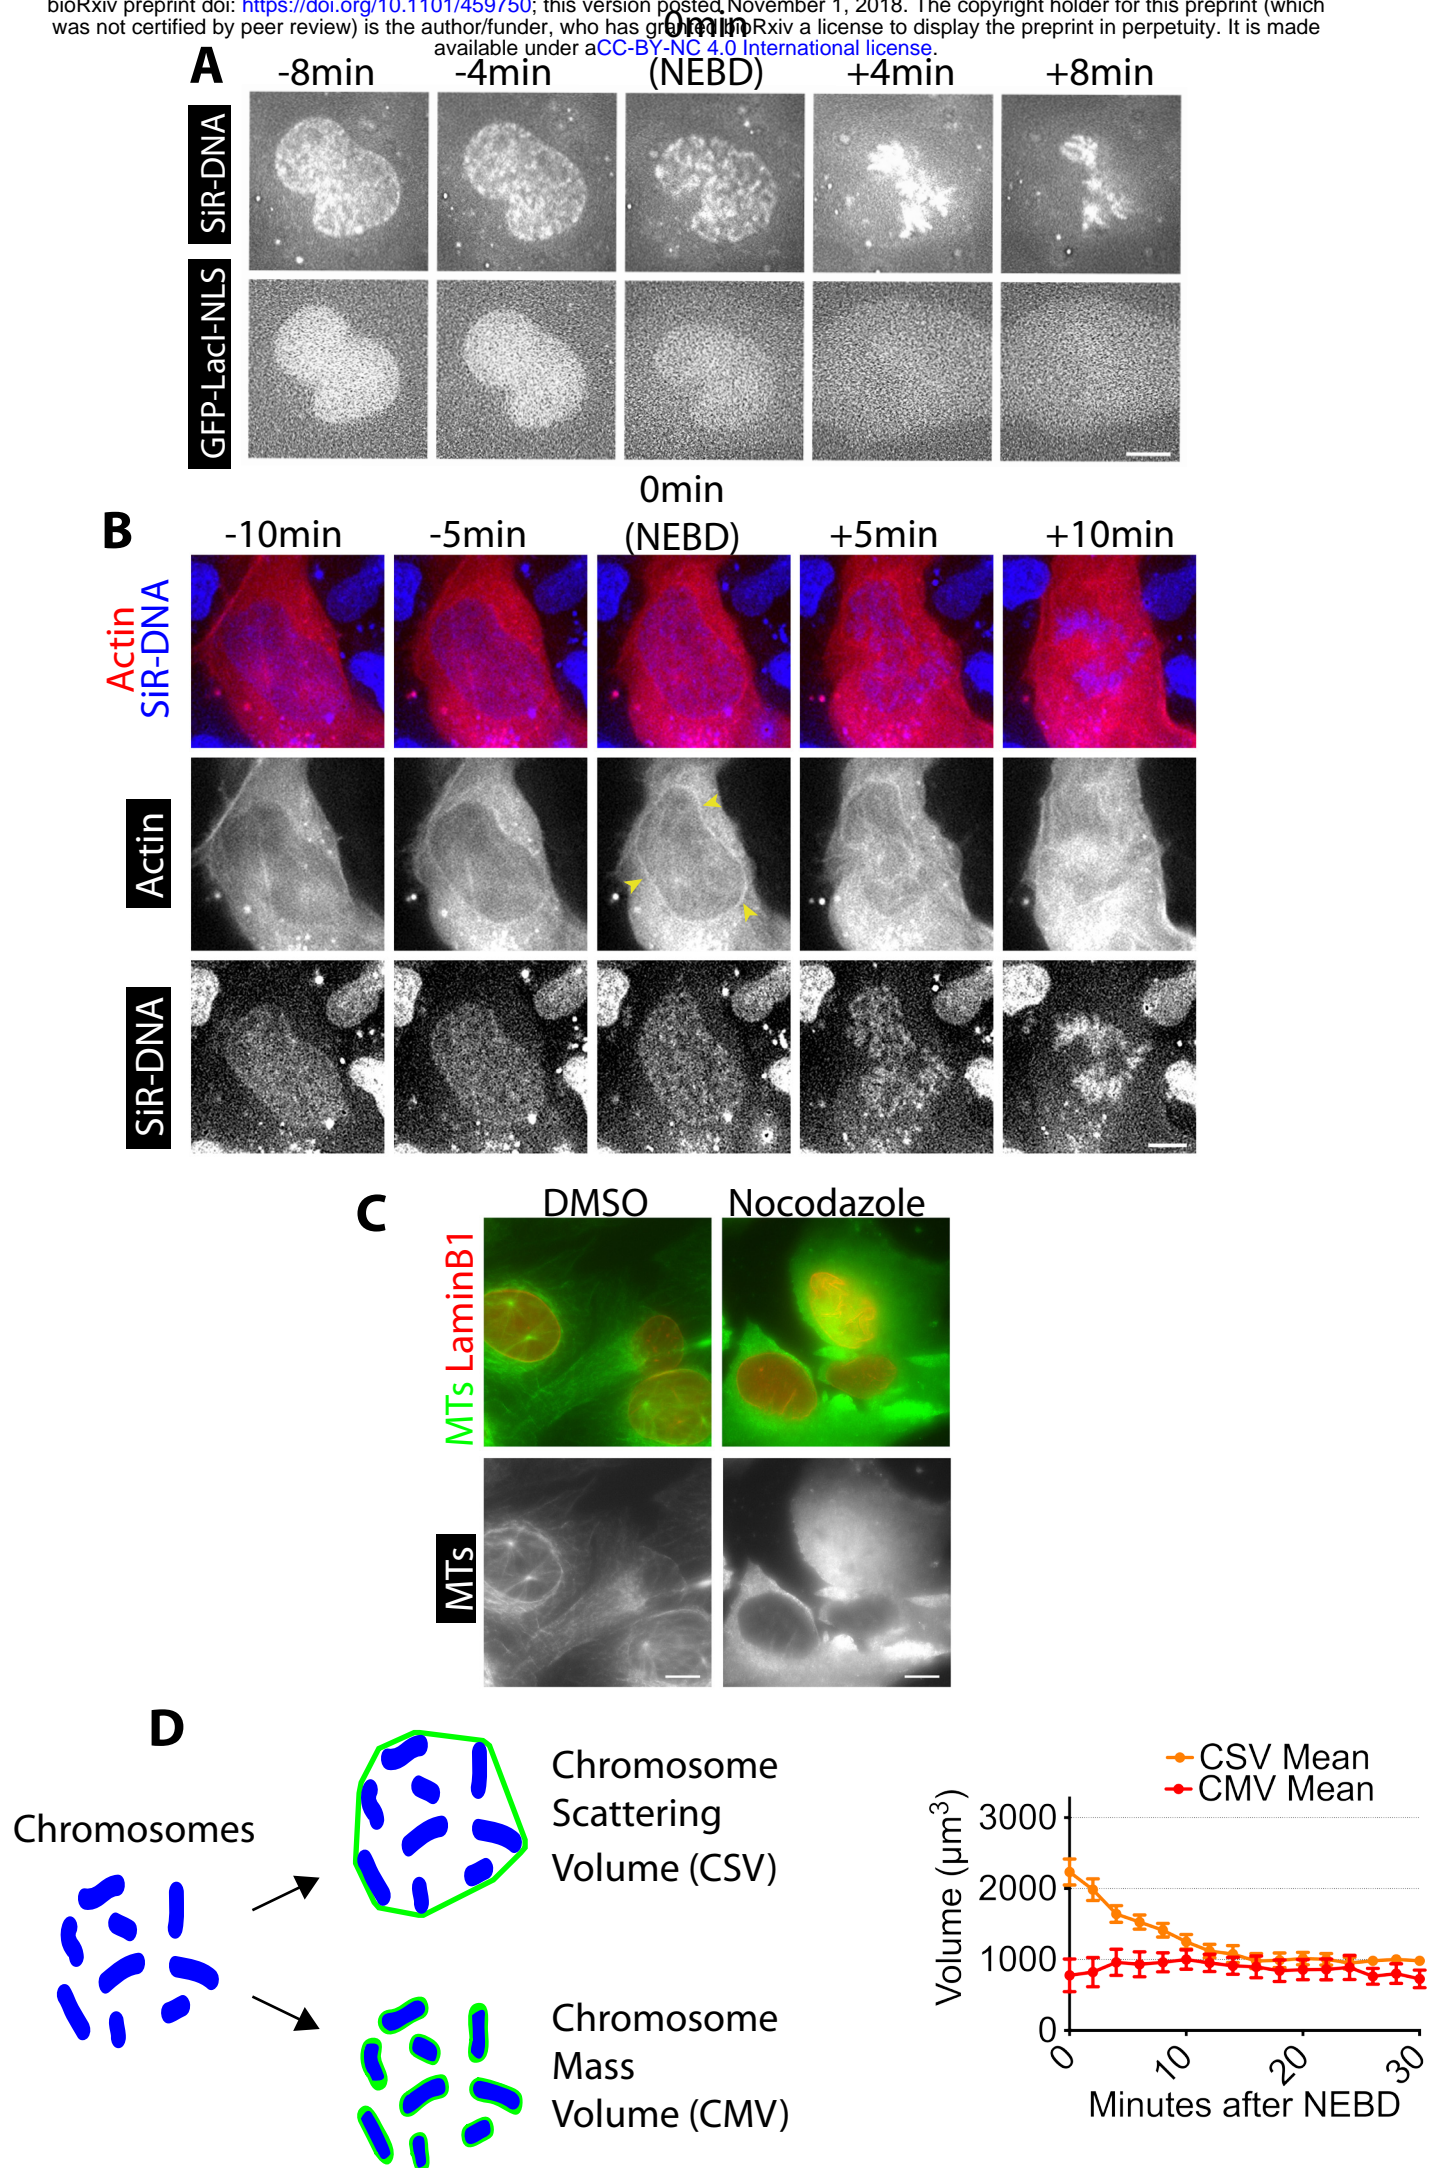 bioRxiv preprint doi: https://doi.org/10.1101/459750; this version posted November 1, 2018. The copyright holder for this preprint (which
was not certified by peer review) is the author/funder, who has granted bioRxiv a license to display the preprint in perpetuity. It is made
available under aCC-BY-NC 4.0 International license.
A
0min
-8min -4min (NEBD) +4min +8min
SiR-DNA
GFP-LacI-NLS
B
0min
-10min -5min (NEBD) +5min +10min
Actin
SiR-DNA
Actin
SiR-DNA
C
DMSO Nocodazole
MTs LaminB1
MTs
D
Chromosomes
Chromosome
Scattering
Volume (CSV)
Chromosome
Mass
Volume (CMV)
CSV Mean
CMV Mean
Volume (µm³)
3000
2000
1000
0
0 10 20 30
Minutes after NEBD